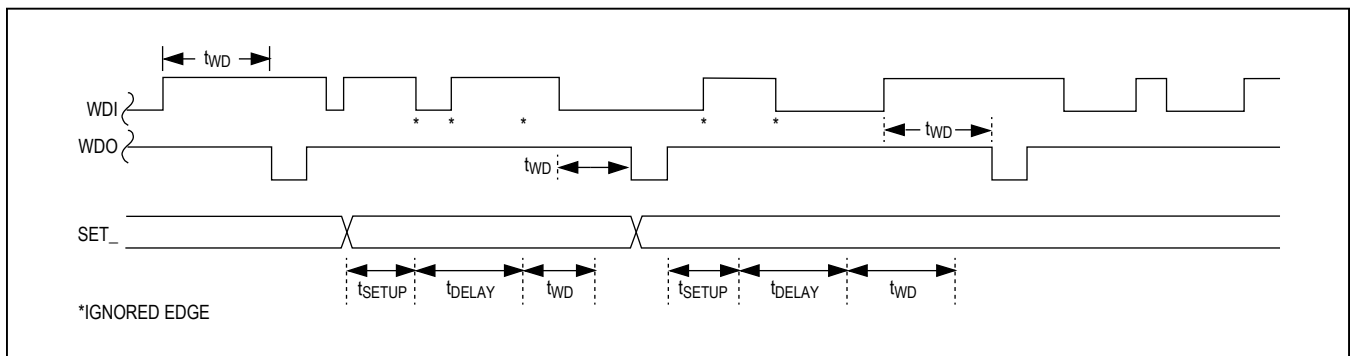 tWD
WDI
* * * * *
tWD
WDO
tWD
SET_
tSETUP tDELAY tWD tSETUP tDELAY tWD
*IGNORED EDGE